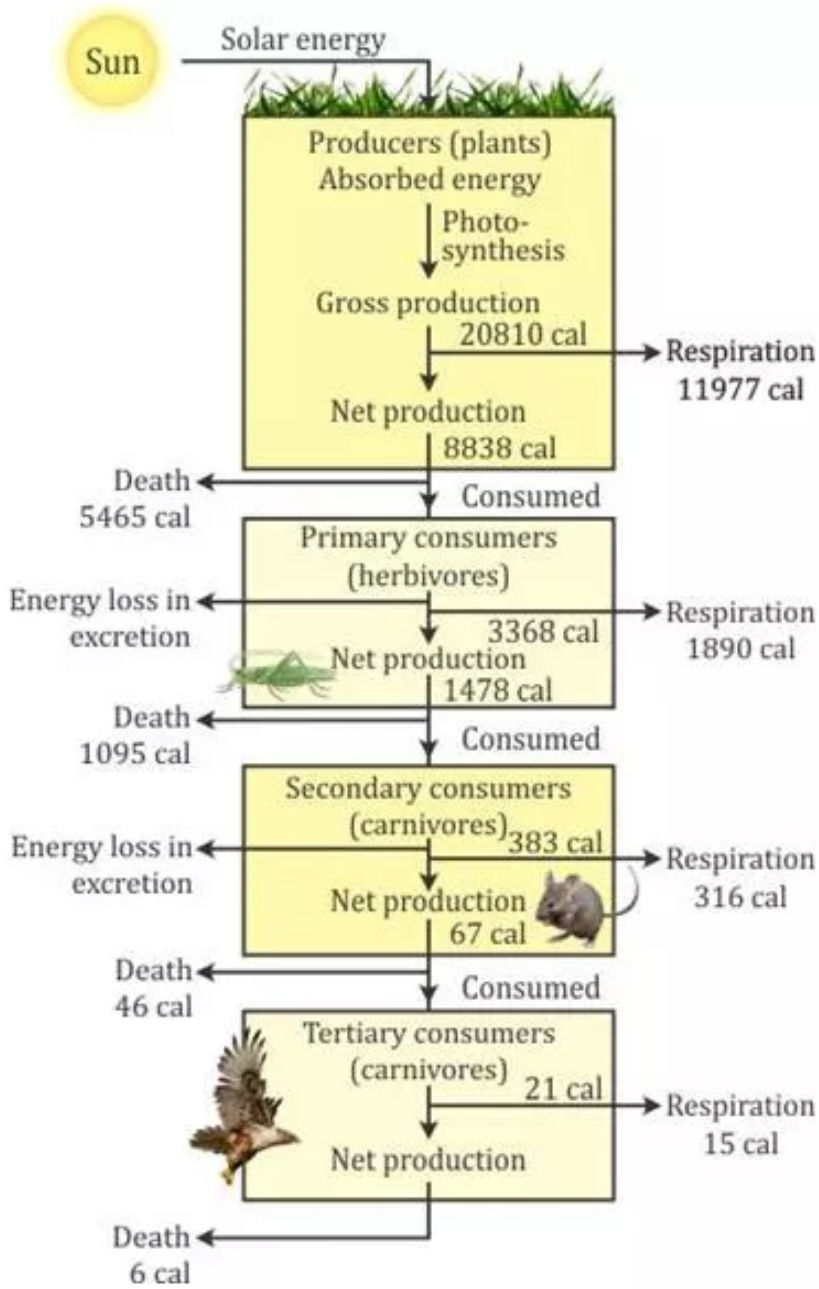 Sun
Solar energy
Producers (plants)
Absorbed energy
Photo-
synthesis
Gross production
20810 cal
Respiration
11977 cal
Net production
8838 cal
Death
5465 cal
Consumed
Primary consumers
(herbivores)
Energy loss in
excretion
3368 cal
Respiration
1890 cal
Net production
1478 cal
Death
1095 cal
Consumed
Secondary consumers
(carnivores)
383 cal
Energy loss in
excretion
Respiration
316 cal
Net production
67 cal
Death
46 cal
Consumed
Tertiary consumers
(carnivores)
21 cal
Respiration
15 cal
Net production
Death
6 cal